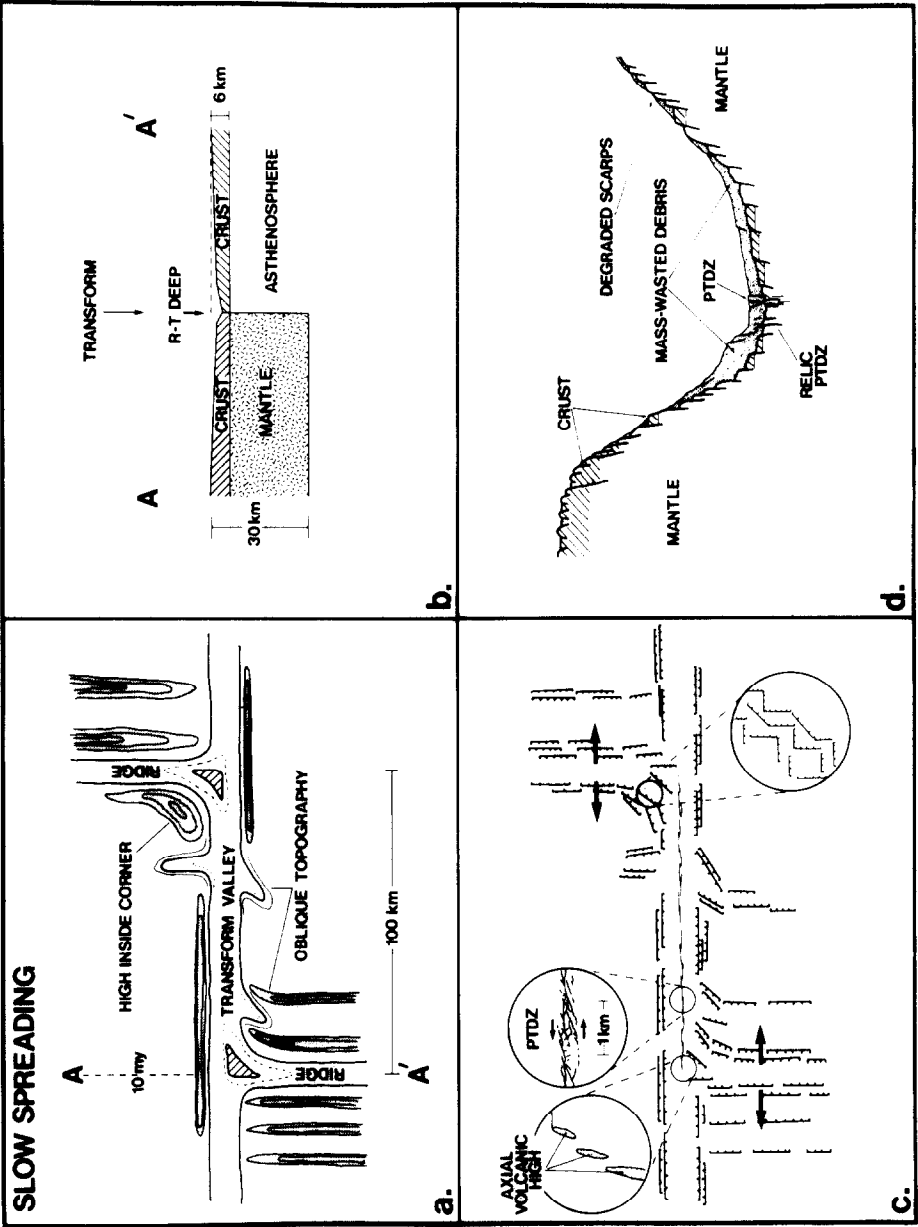 SLOW SPREADING
A
10 my
HIGH INSIDE CORNER
RIDGE
TRANSFORM VALLEY
OBLIQUE TOPOGRAPHY
RIDGE
A'
100 km
a.
TRANSFORM
A
A'
R-T DEEP
CRUST
CRUST
6 km
30 km
MANTLE
ASTHENOSPHERE
b.
AXIAL
VOLCANIC
HIGH
PTDZ
1 km
c.
CRUST
DEGRADED SCARPS
MASS-WASTED DEBRIS
PTDZ
MANTLE
MANTLE
RELIC
PTDZ
d.